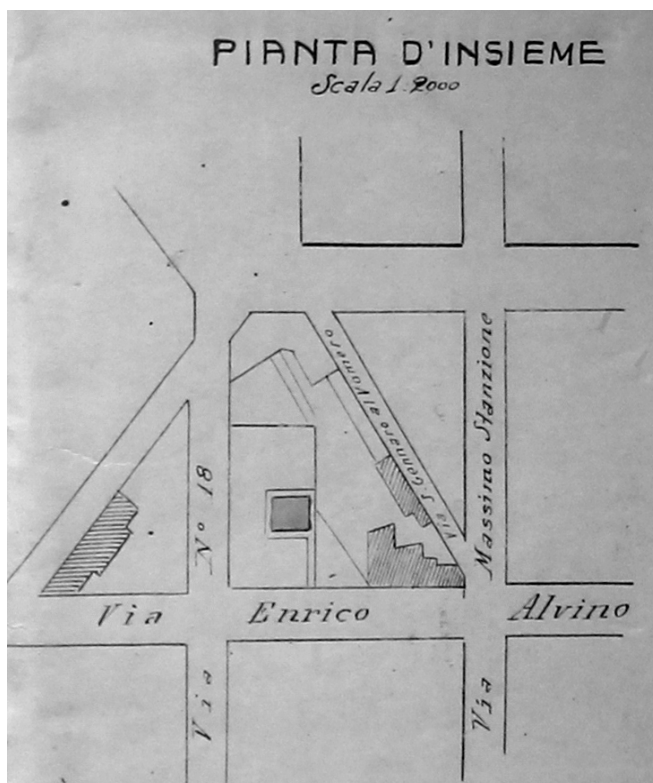 PIANTA D'INSIEME
Scala 1:2000
Via S. Gennaro al Vomero
Massimo Stanzione
N° 18
Via Enrico Alvino
Via
Via